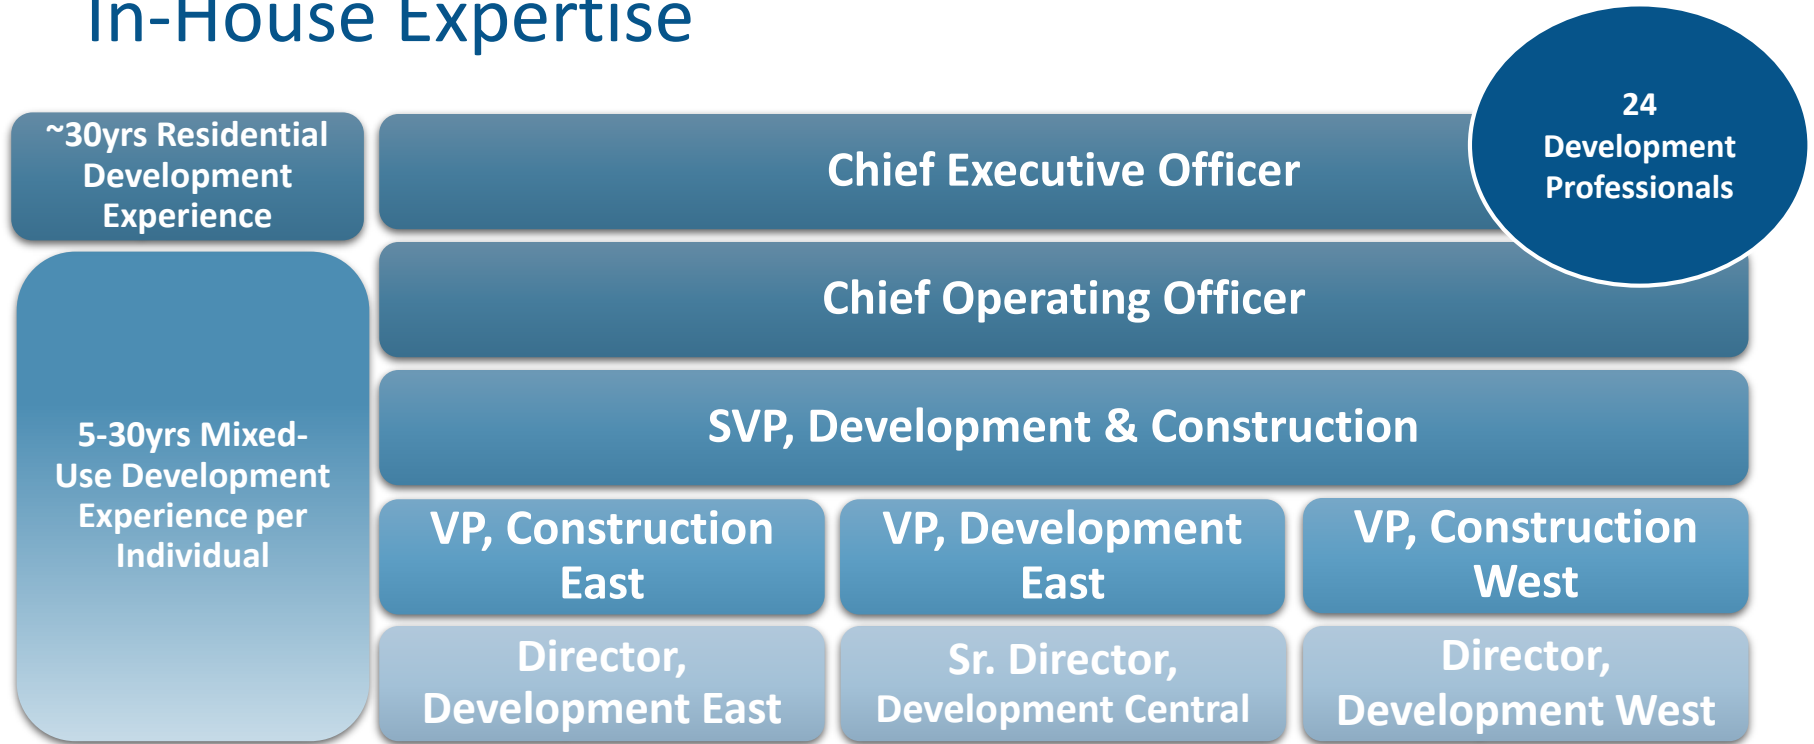 In-House Expertise
24
Development
Professionals
~30yrs Residential
Development
Experience
Chief Executive Officer
Chief Operating Officer
5-30yrs Mixed-
Use Development
Experience per
Individual
SVP, Development & Construction
VP, Construction
East
VP, Development
East
VP, Construction
West
Director,
Development East
Sr. Director,
Development Central
Director,
Development West